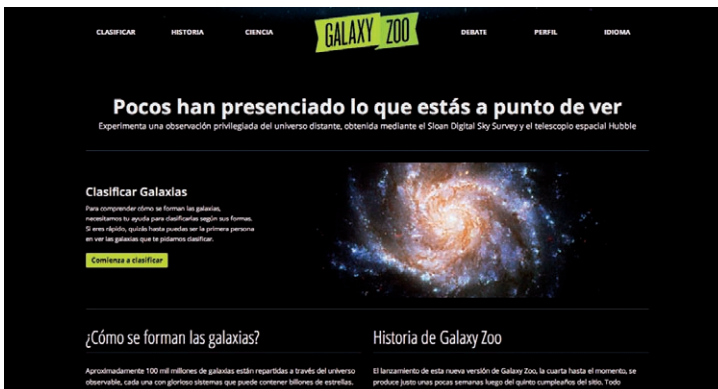 CLASIFICAR HISTORIA CIENCIA GALAXY ZOO DEBATE PERFIL IDIOMA
Pocos han presenciado lo que estás a punto de ver
Experimenta una observación privilegiada del universo distante, obtenida mediante el Sloan Digital Sky Survey y el telescopio espacial Hubble
Clasificar Galaxias
Para comprender cómo se forman las galaxias,
necesitamos tu ayuda para clasificarlas según sus formas.
Si eres rápido, quizás hasta puedas ser la primera persona
en ver las galaxias que te pidamos clasificar.
Comienza a clasificar
¿Cómo se forman las galaxias?
Aproximadamente 100 mil millones de galaxias están repartidas a través del universo
observable, cada una con glorioso sistemas que puede contener billones de estrellas.
Historia de Galaxy Zoo
El lanzamiento de esta nueva versión de Galaxy Zoo, la cuarta hasta el momento, se
produce justo unas pocas semanas luego del quinto cumpleaños del sitio. Todo